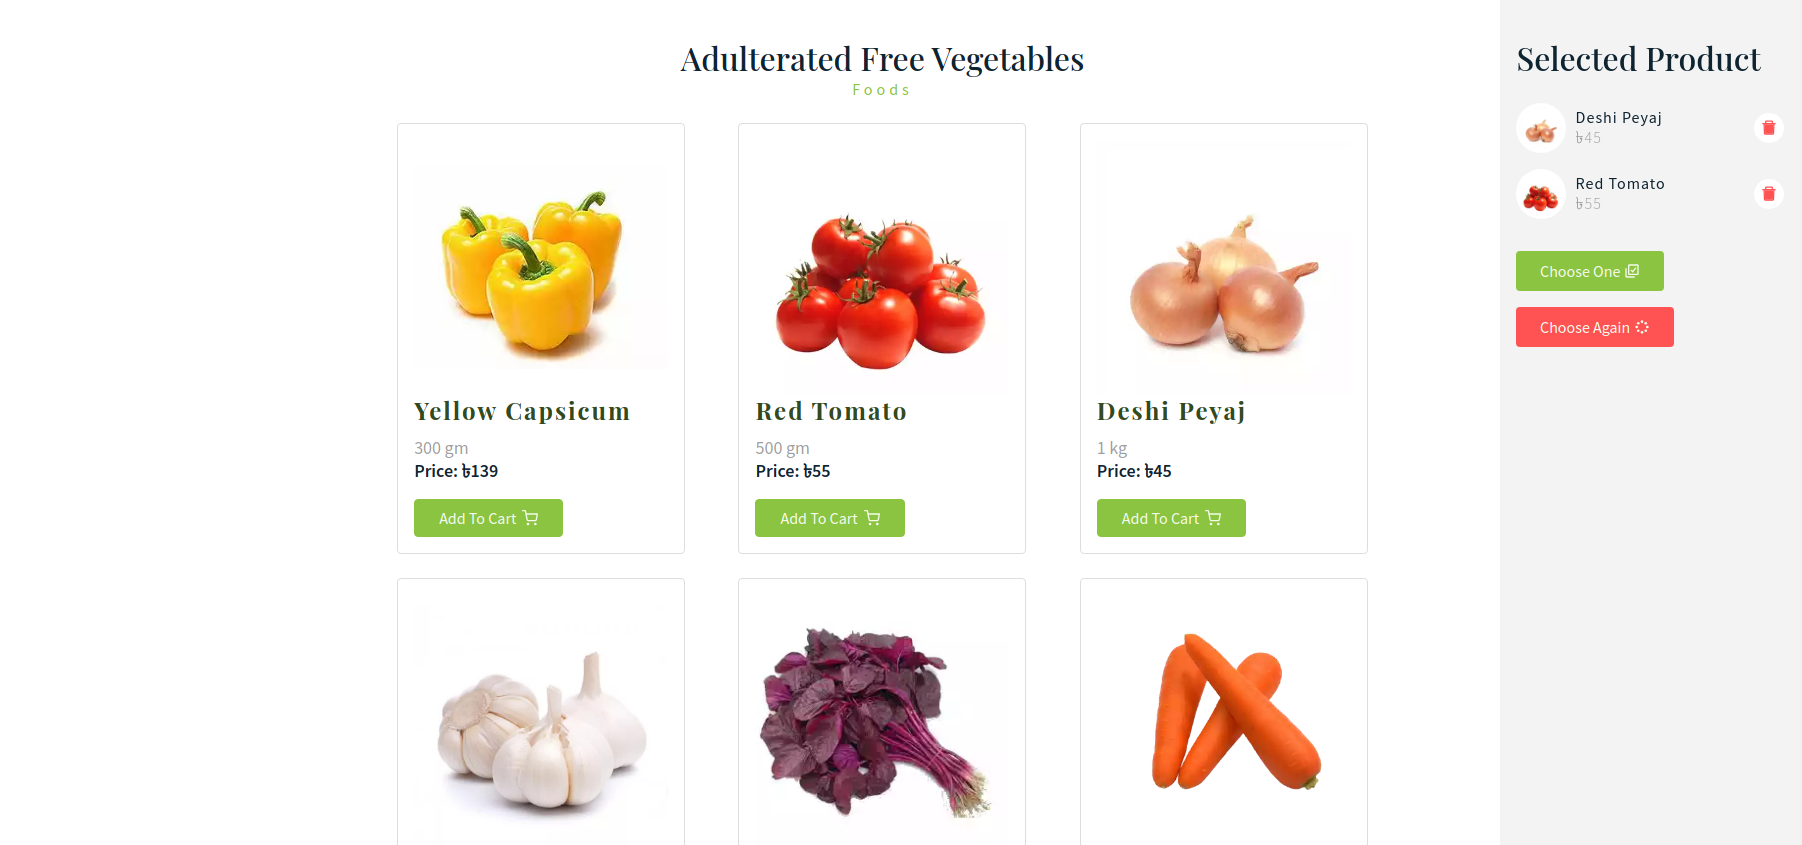 Adulterated Free Vegetables
Foods
Yellow Capsicum
300 gm
Price: ৳139
Add To Cart
Red Tomato
500 gm
Price: ৳55
Add To Cart
Deshi Peyaj
1 kg
Price: ৳45
Add To Cart
Selected Product
Deshi Peyaj
৳45
Red Tomato
৳55
Choose One
Choose Again